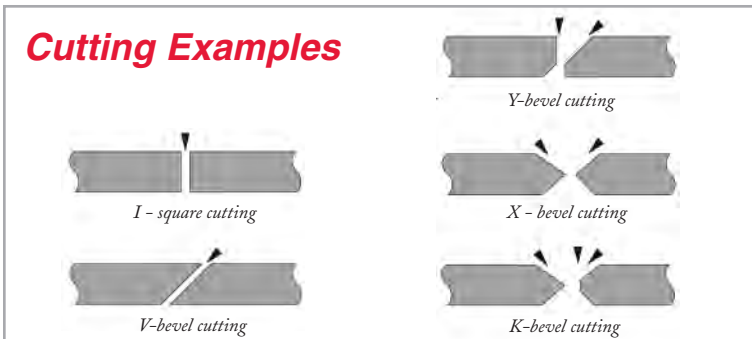 Cutting Examples
I - square cutting
V-bevel cutting
Y-bevel cutting
X - bevel cutting
K-bevel cutting